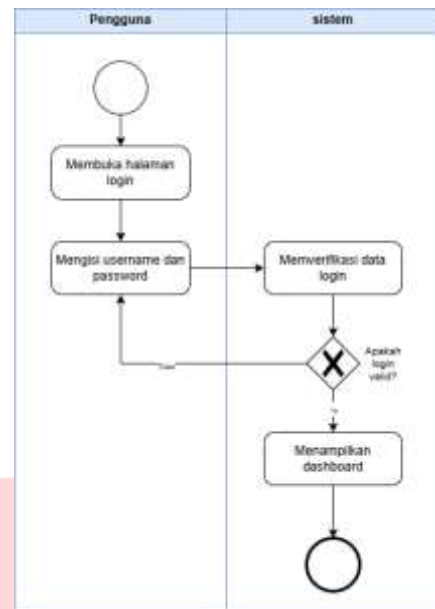 Pengguna
sistem
Membuka halaman
login
Mengisi username dan
password
Memverifikasi data
login
Apakah
login
valid?
Menampilkan
dashboard